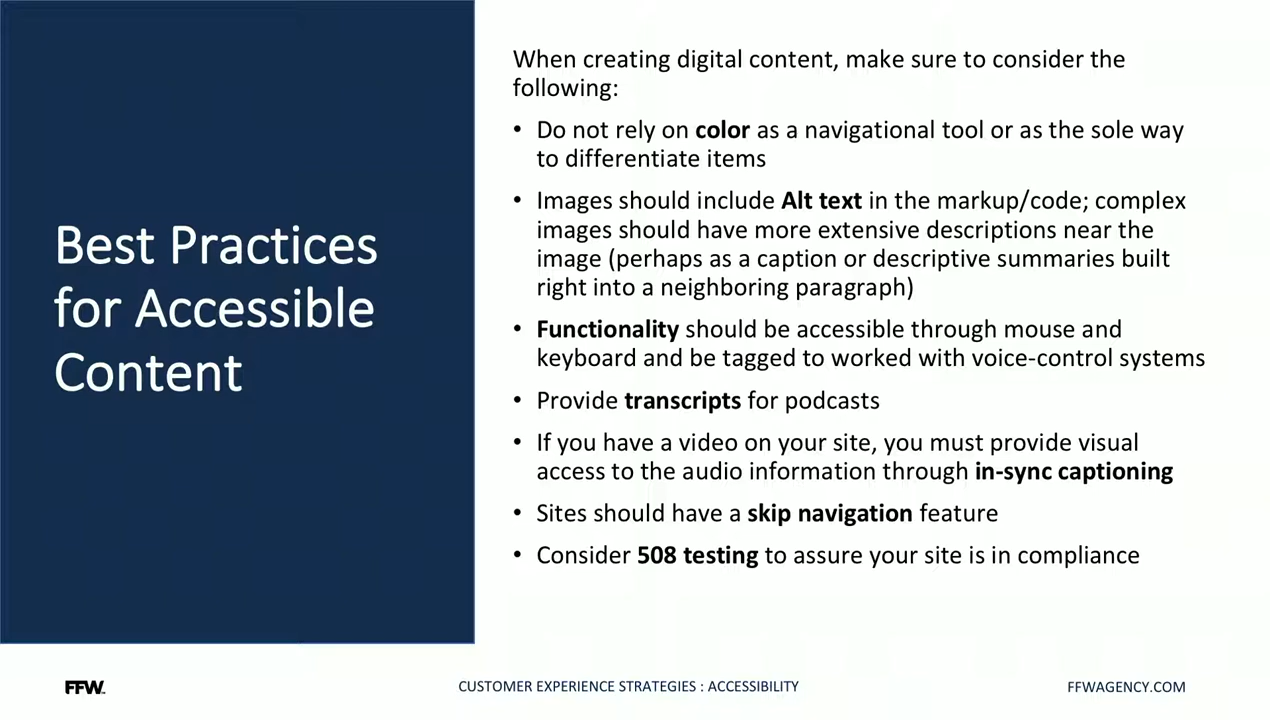 Best Practices
for Accessible
Content
When creating digital content, make sure to consider the
following:
• Do not rely on color as a navigational tool or as the sole way
to differentiate items
• Images should include Alt text in the markup/code; complex
images should have more extensive descriptions near the
image (perhaps as a caption or descriptive summaries built
right into a neighboring paragraph)
• Functionality should be accessible through mouse and
keyboard and be tagged to worked with voice-control systems
• Provide transcripts for podcasts
• If you have a video on your site, you must provide visual
access to the audio information through in-sync captioning
• Sites should have a skip navigation feature
• Consider 508 testing to assure your site is in compliance
FFW
CUSTOMER EXPERIENCE STRATEGIES : ACCESSIBILITY
FFWAGENCY.COM